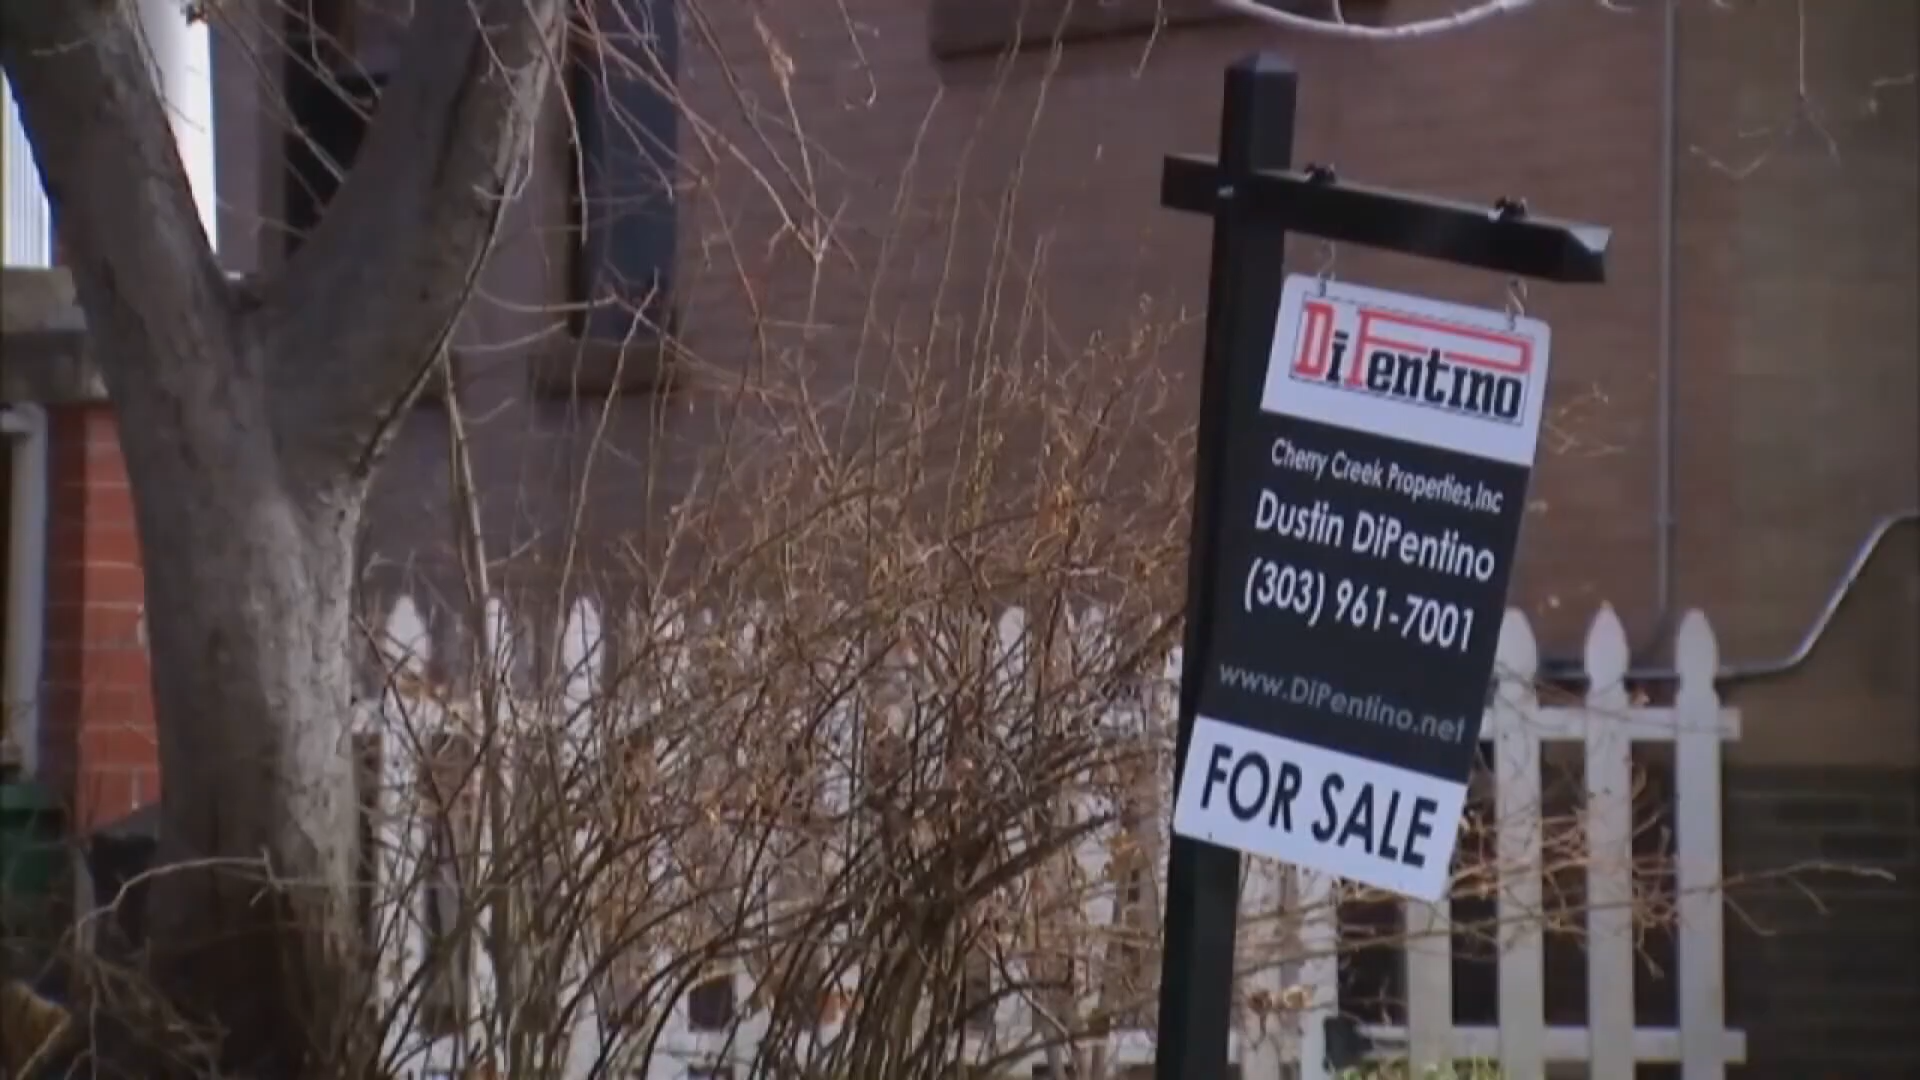 DiPentino
Cherry Creek Properties,Inc
Dustin DiPentino
(303) 961-7001
www.DiPentino.net
FOR SALE